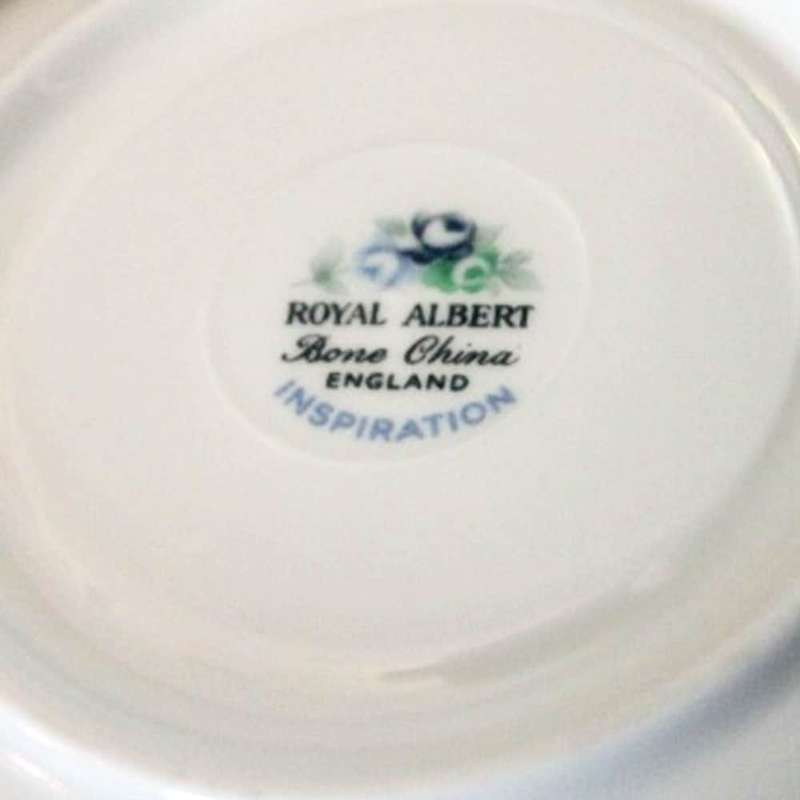 ROYAL ALBERT
Bone China
ENGLAND
INSPIRATION